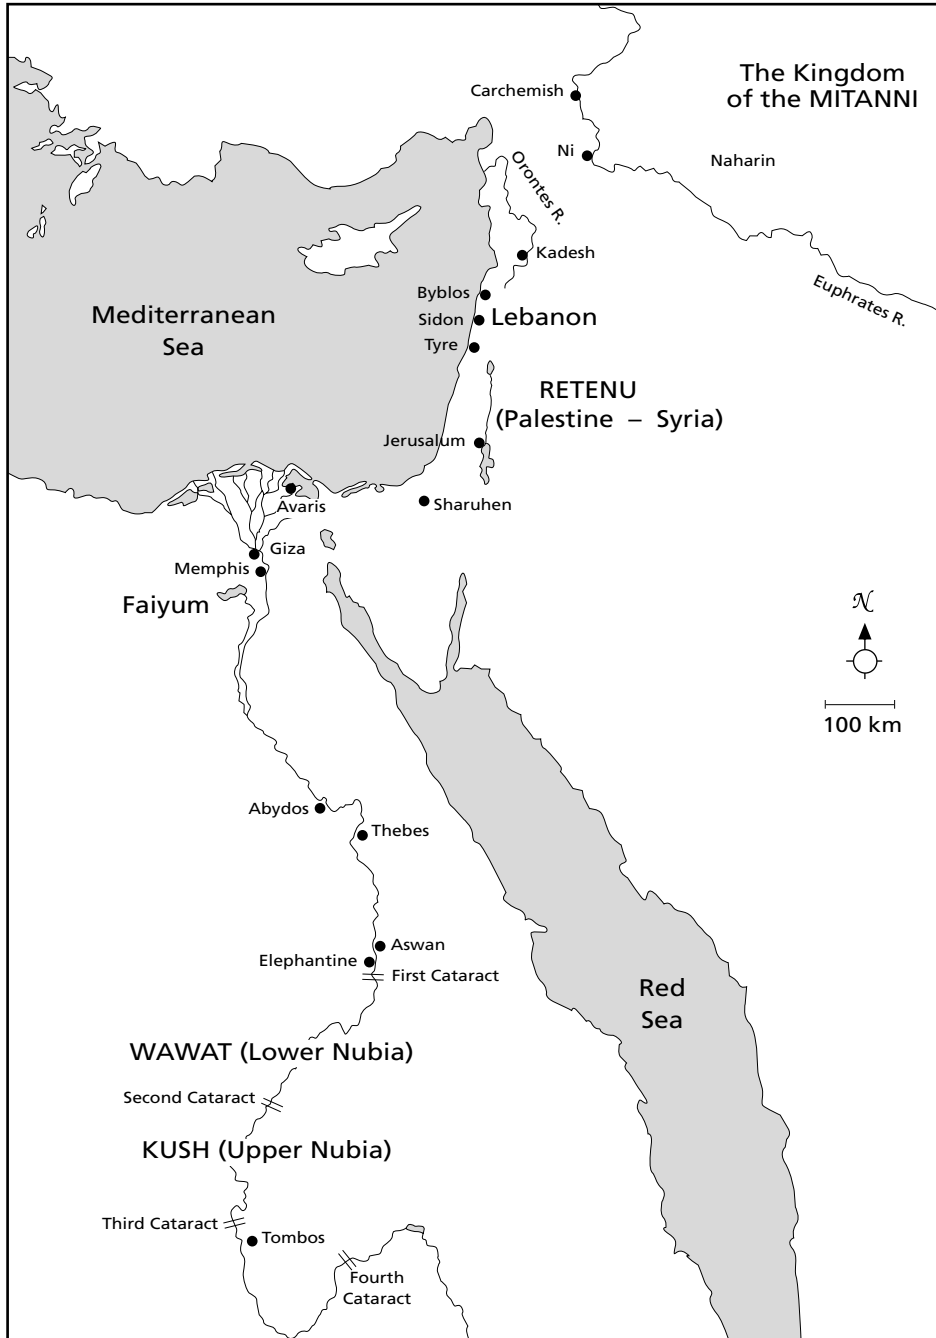 The Kingdom
of the MITANNI
Carchemish
Ni
Naharin
Orontes R.
Kadesh
Euphrates R.
Byblos
Mediterranean
Sea
Sidon
Lebanon
Tyre
RETENU
(Palestine – Syria)
Jerusalum
Avaris
Sharuhen
Giza
Memphis
Faiyum
N
100 km
Abydos
Thebes
Aswan
Elephantine
First Cataract
Red
Sea
WAWAT (Lower Nubia)
Second Cataract
KUSH (Upper Nubia)
Third Cataract
Tombos
Fourth
Cataract